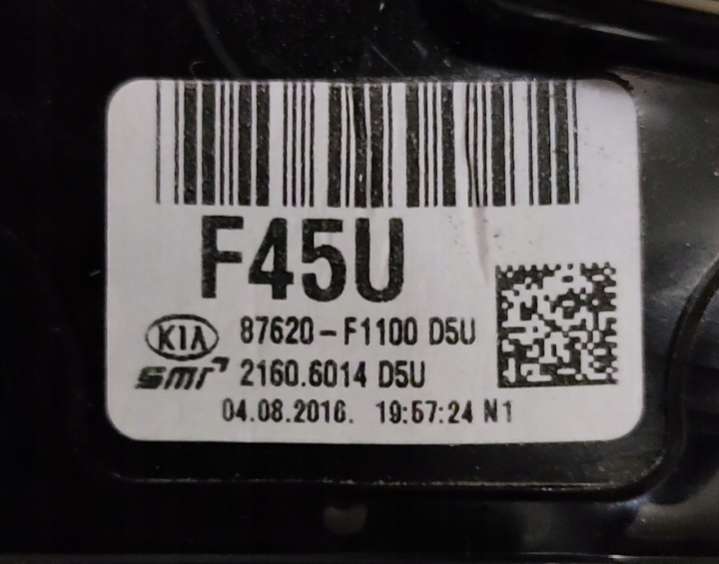 F45U
KIA 87620-F1100 D5U
SMR 2160.6014 D5U
04.08.2016. 19:57:24 N1